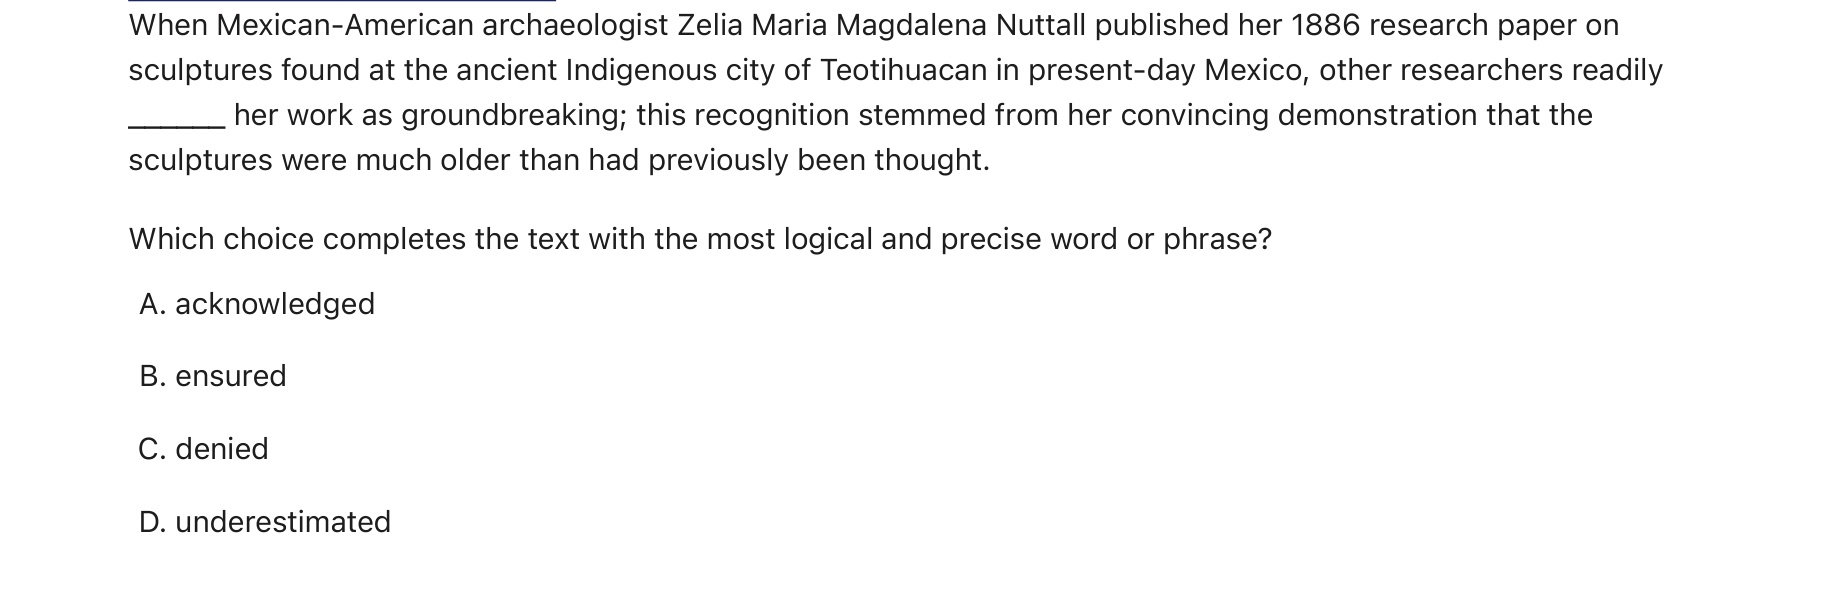 When Mexican-American archaeologist Zelia Maria Magdalena Nuttall published her 1886 research paper on
sculptures found at the ancient Indigenous city of Teotihuacan in present-day Mexico, other researchers readily
______ her work as groundbreaking; this recognition stemmed from her convincing demonstration that the
sculptures were much older than had previously been thought.
Which choice completes the text with the most logical and precise word or phrase?
A. acknowledged
B. ensured
C. denied
D. underestimated